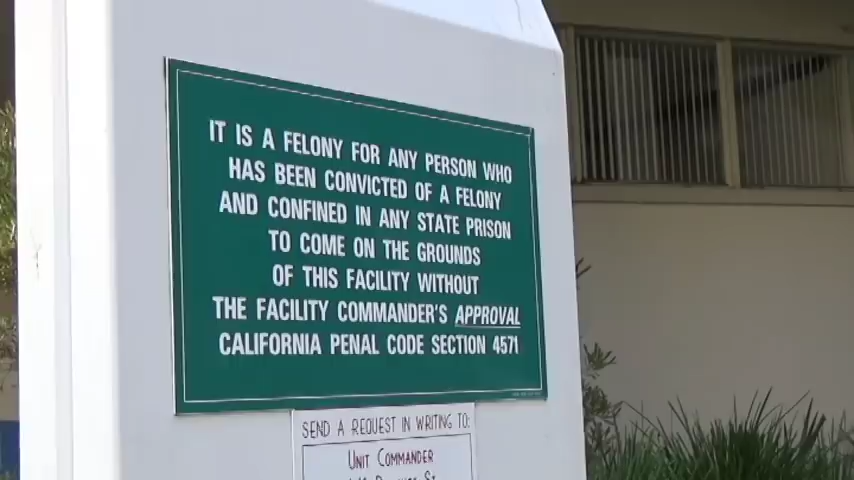 IT IS A FELONY FOR ANY PERSON WHO
HAS BEEN CONVICTED OF A FELONY
AND CONFINED IN ANY STATE PRISON
TO COME ON THE GROUNDS
OF THIS FACILITY WITHOUT
THE FACILITY COMMANDER'S APPROVAL
CALIFORNIA PENAL CODE SECTION 4571
SEND A REQUEST IN WRITING TO:
UNIT COMMANDER